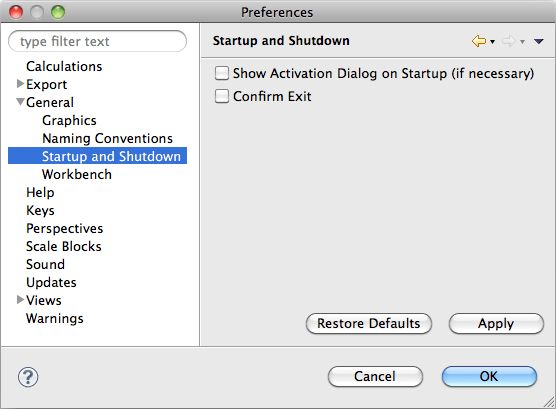 Preferences
type filter text
Calculations
Export
General
Graphics
Naming Conventions
Startup and Shutdown
Workbench
Help
Keys
Perspectives
Scale Blocks
Sound
Updates
Views
Warnings
Startup and Shutdown
Show Activation Dialog on Startup (if necessary)
Confirm Exit
Restore Defaults Apply
? Cancel OK